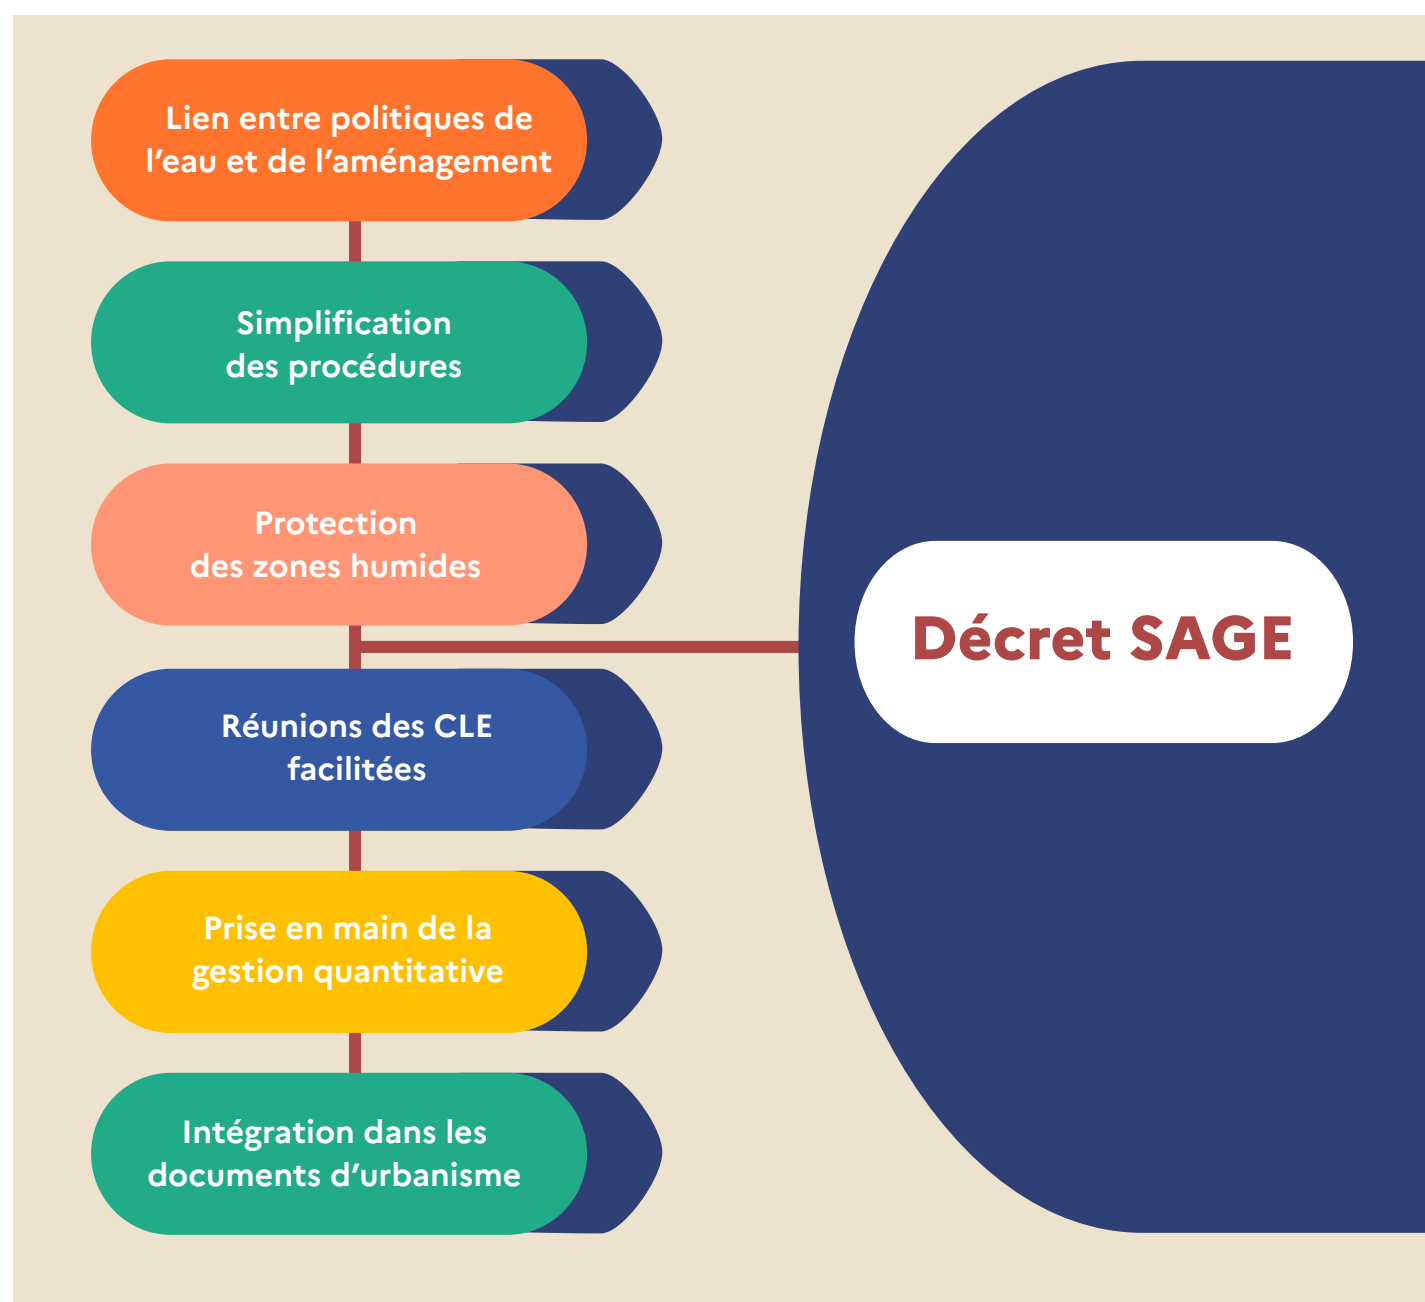 Lien entre politiques de
l’eau et de l’aménagement
Simplification
des procédures
Protection
des zones humides
Réunions des CLE
facilitées
Prise en main de la
gestion quantitative
Intégration dans les
documents d’urbanisme
Décret SAGE